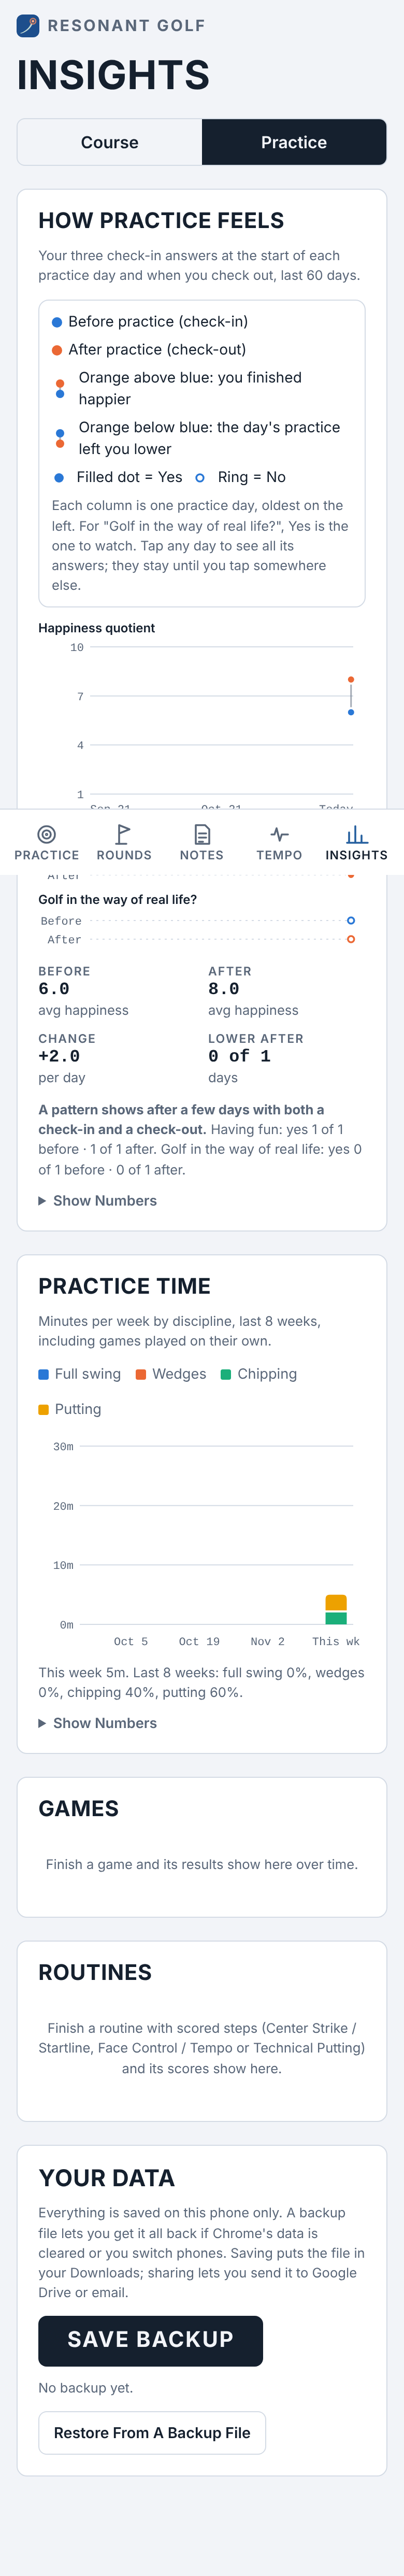 RESONANT GOLF
INSIGHTS
Course
Practice
HOW PRACTICE FEELS
Your three check-in answers at the start of each
practice day and when you check out, last 60 days.
Before practice (check-in)
After practice (check-out)
Orange above blue: you finished
happier
Orange below blue: the day's practice
left you lower
Filled dot = Yes
Ring = No
Each column is one practice day, oldest on the
left. For "Golf in the way of real life?", Yes is the
one to watch. Tap any day to see all its
answers; they stay until you tap somewhere
else.
Happiness quotient
10
7
4
1
Sep 21
Oct 21
Today
PRACTICE
ROUNDS
NOTES
TEMPO
INSIGHTS
After
Golf in the way of real life?
Before
After
BEFORE
6.0
avg happiness
AFTER
8.0
avg happiness
CHANGE
+2.0
per day
LOWER AFTER
0 of 1
days
A pattern shows after a few days with both a
check-in and a check-out. Having fun: yes 1 of 1
before · 1 of 1 after. Golf in the way of real life: yes 0
of 1 before · 0 of 1 after.
Show Numbers
PRACTICE TIME
Minutes per week by discipline, last 8 weeks,
including games played on their own.
Full swing
Wedges
Chipping
Putting
30m
20m
10m
0m
Oct 5
Oct 19
Nov 2
This wk
This week 5m. Last 8 weeks: full swing 0%, wedges
0%, chipping 40%, putting 60%.
Show Numbers
GAMES
Finish a game and its results show here over time.
ROUTINES
Finish a routine with scored steps (Center Strike /
Startline, Face Control / Tempo or Technical Putting)
and its scores show here.
YOUR DATA
Everything is saved on this phone only. A backup
file lets you get it all back if Chrome's data is
cleared or you switch phones. Saving puts the file in
your Downloads; sharing lets you send it to Google
Drive or email.
SAVE BACKUP
No backup yet.
Restore From A Backup File